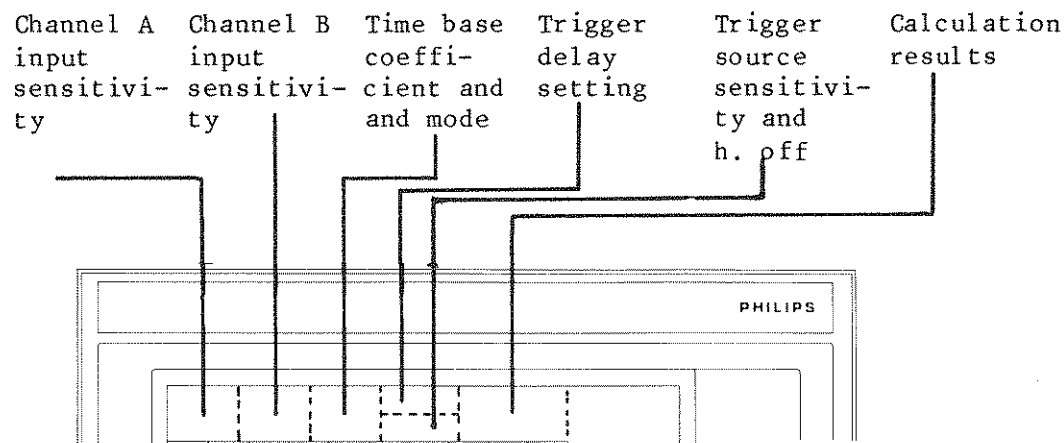 Channel A
input
sensitivi-
ty
Channel B
input
sensitivi-
ty
Time base
coeffi-
cient and
and mode
Trigger
delay
setting
Trigger
source
sensitivi-
ty and
h. off
Calculation
results
PHILIPS